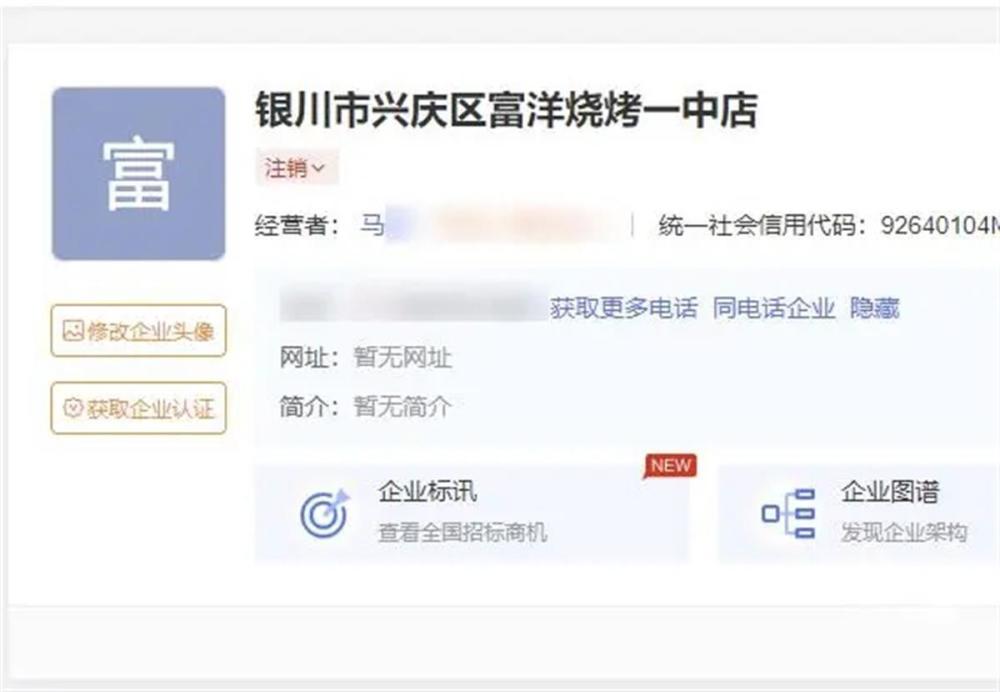 富
银川市兴庆区富洋烧烤一中店
注销
经营者： 马
统一社会信用代码：92640104M
获取更多电话 同电话企业 隐藏
网址：暂无网址
简介：暂无简介
修改企业头像
获取企业认证
NEW
企业标讯
查看全国招标商机
企业图谱
发现企业架构